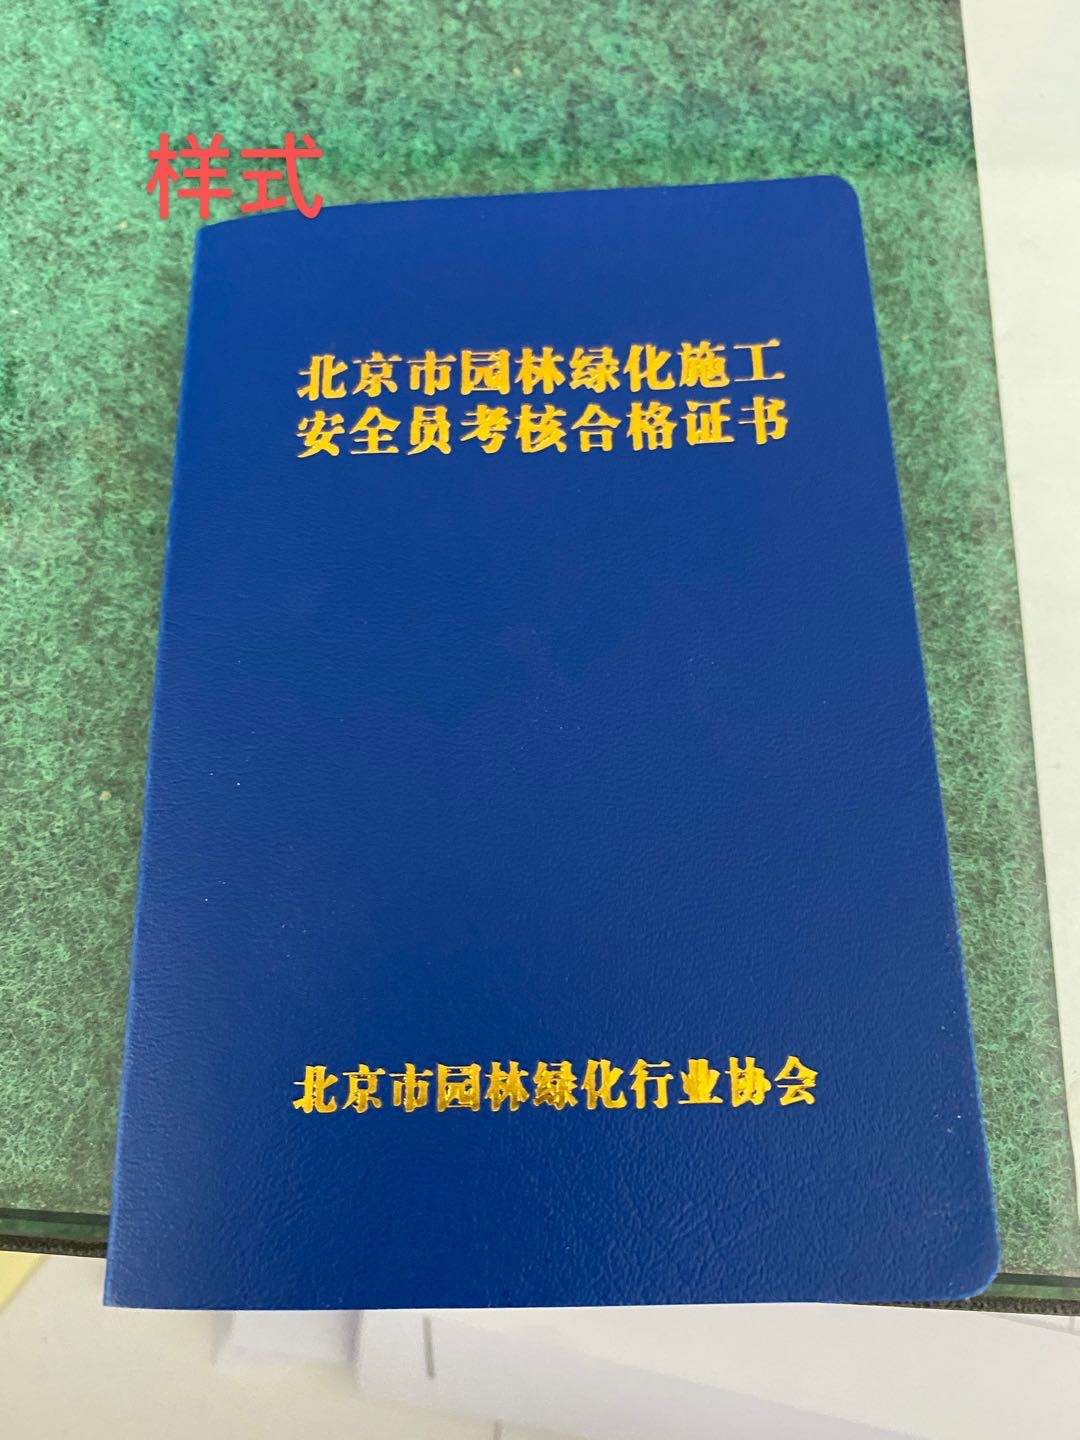 样式
北京市园林绿化施工
安全员考核合格证书
北京市园林绿化行业协会